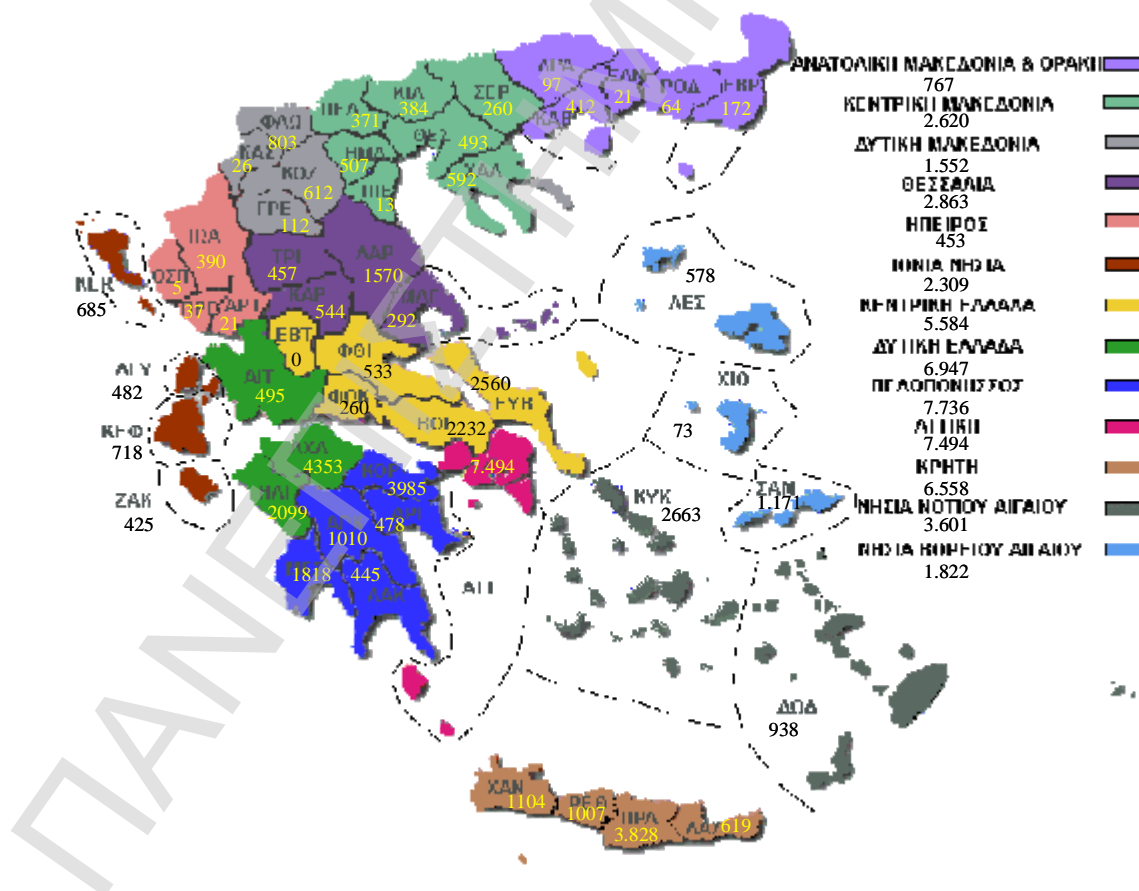 ΔΡΑ
97
ΞΑΝ
21
ΡΟΔ
64
ΕΒΡ
172
ΚΑΒ
412
ΣΕΡ
260
ΚΙΛ
384
ΠΕΛ
371
ΘΕΣ
493
ΗΜΑ
507
ΧΑΛ
592
ΠΙΕ
13
ΦΛΩ
803
ΚΑΣ
26
ΚΟΖ
612
ΓΡΕ
112
ΙΩΑ
390
5
37
ΑΡΤ
21
ΚΕΡ
685
ΤΡΙ
457
ΛΑΡ
1570
ΚΑΡ
544
ΜΑΓ
292
ΕΒΤ
0
ΦΘΙ
533
ΦΩΚ
260
ΒΟΙ
2232
ΕΥΒ
2560
ΑΙΤ
495
ΛΕΥ
482
ΚΕΦ
718
ΖΑΚ
425
ΑΧΑ
4353
ΗΛΙ
2099
ΚΟΡ
3985
ΑΡΓ
478
1010
1818
445
ΛΑΚ
7.494
ΑΤΤ
ΛΕΣ
578
ΧΙΟ
73
ΣΑΜ
1.171
ΚΥΚ
2663
ΔΩΔ
938
ΧΑΝ
1104
ΡΕΘ
1007
ΗΡΑ
3.828
ΛΑΣ
619
ΑΝΑΤΟΛΙΚΗ ΜΑΚΕΔΟΝΙΑ & ΘΡΑΚΗ
767
ΚΕΝΤΡΙΚΗ ΜΑΚΕΔΟΝΙΑ
2.620
ΔΥΤΙΚΗ ΜΑΚΕΔΟΝΙΑ
1.552
ΘΕΣΣΑΛΙΑ
2.863
ΗΠΕΙΡΟΣ
453
ΙΟΝΙΑ ΝΗΣΙΑ
2.309
ΚΕΝΤΡΙΚΗ ΕΛΛΑΔΑ
5.584
ΔΥΤΙΚΗ ΕΛΛΑΔΑ
6.947
ΠΕΛΟΠΟΝΗΣΣΟΣ
7.736
ΑΤΤΙΚΗ
7.494
ΚΡΗΤΗ
6.558
ΝΗΣΙΑ ΝΟΤΙΟΥ ΑΙΓΑΙΟΥ
3.601
ΝΗΣΙΑ ΒΟΡΕΙΟΥ ΑΙΓΑΙΟΥ
1.822